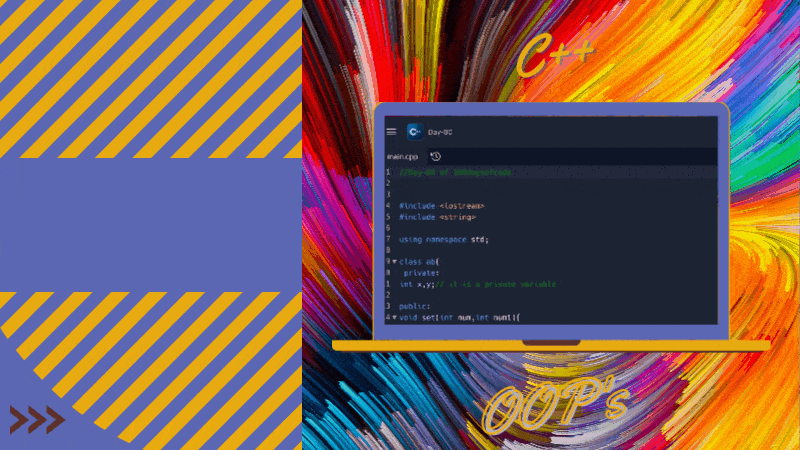 C++
C++ Day-80
main.cpp
1 //Day-80 of 100daysofcode
2
3
4 #include <iostream>
5 #include <string>
6
7 using namespace std;
8
9 class ab{
0 private:
1 int x,y;// it is a private variable
2
3 public:
4 void set(int num,int num1){
OOP's